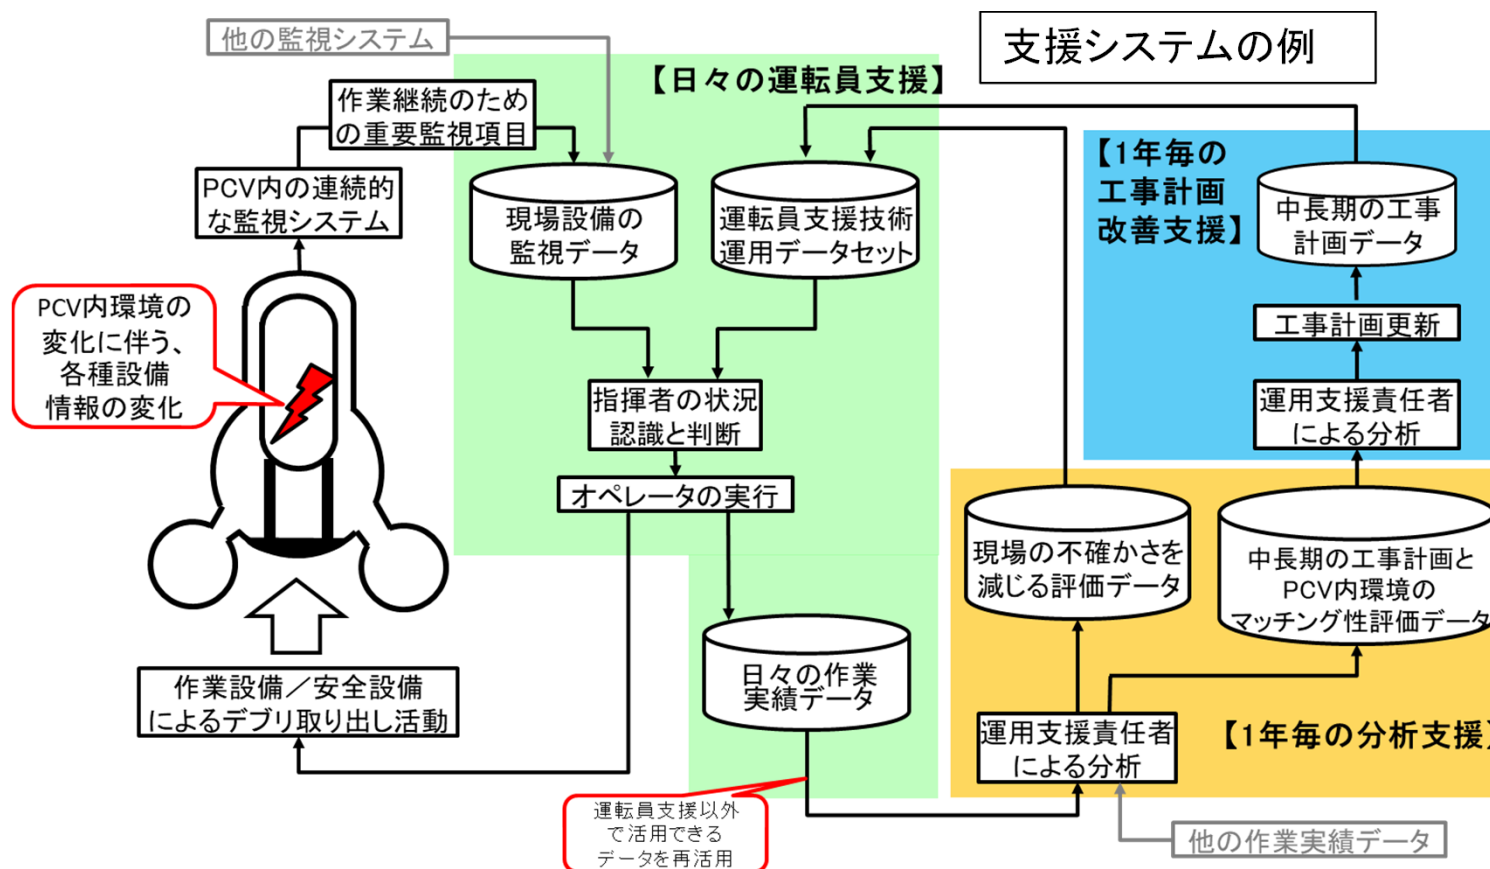 支援システムの例
他の監視システム
【日々の運転員支援】
作業継続のため
の重要監視項目
PCV内の連続的
な監視システム
現場設備の
監視データ
運転員支援技術
運用データセット
【1年毎の
工事計画
改善支援】
中長期の工事
計画データ
PCV内環境の
変化に伴う、
各種設備
情報の変化
工事計画更新
指揮者の状況
認識と判断
運用支援責任者
による分析
オペレータの実行
現場の不確かさを
減じる評価データ
中長期の工事計画と
PCV内環境の
マッチング性評価データ
作業設備／安全設備
によるデブリ取り出し活動
日々の作業
実績データ
運用支援責任者
による分析
【1年毎の分析支援】
運転員支援以外
で活用できる
データを再活用
他の作業実績データ